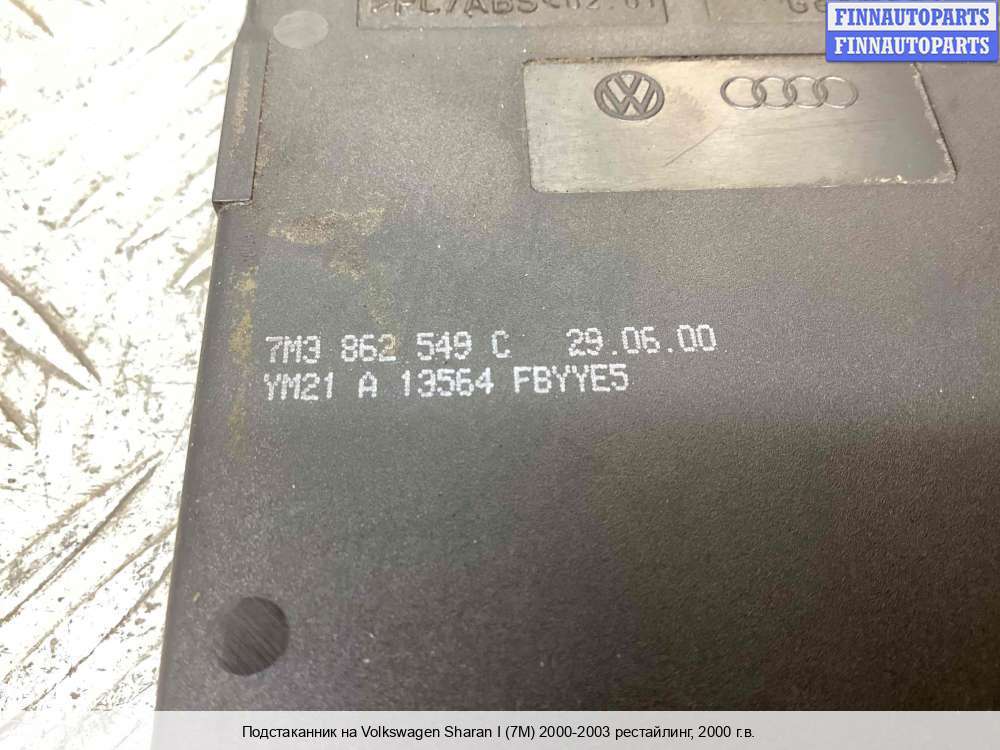 FINNAUTOPARTS
FINNAUTOPARTS
7M3 862 549 C 29.06.00
YM21 A 13564 FBYYE5
Подстаканник на Volkswagen Sharan I (7M) 2000-2003 рестайлинг, 2000 г.в.